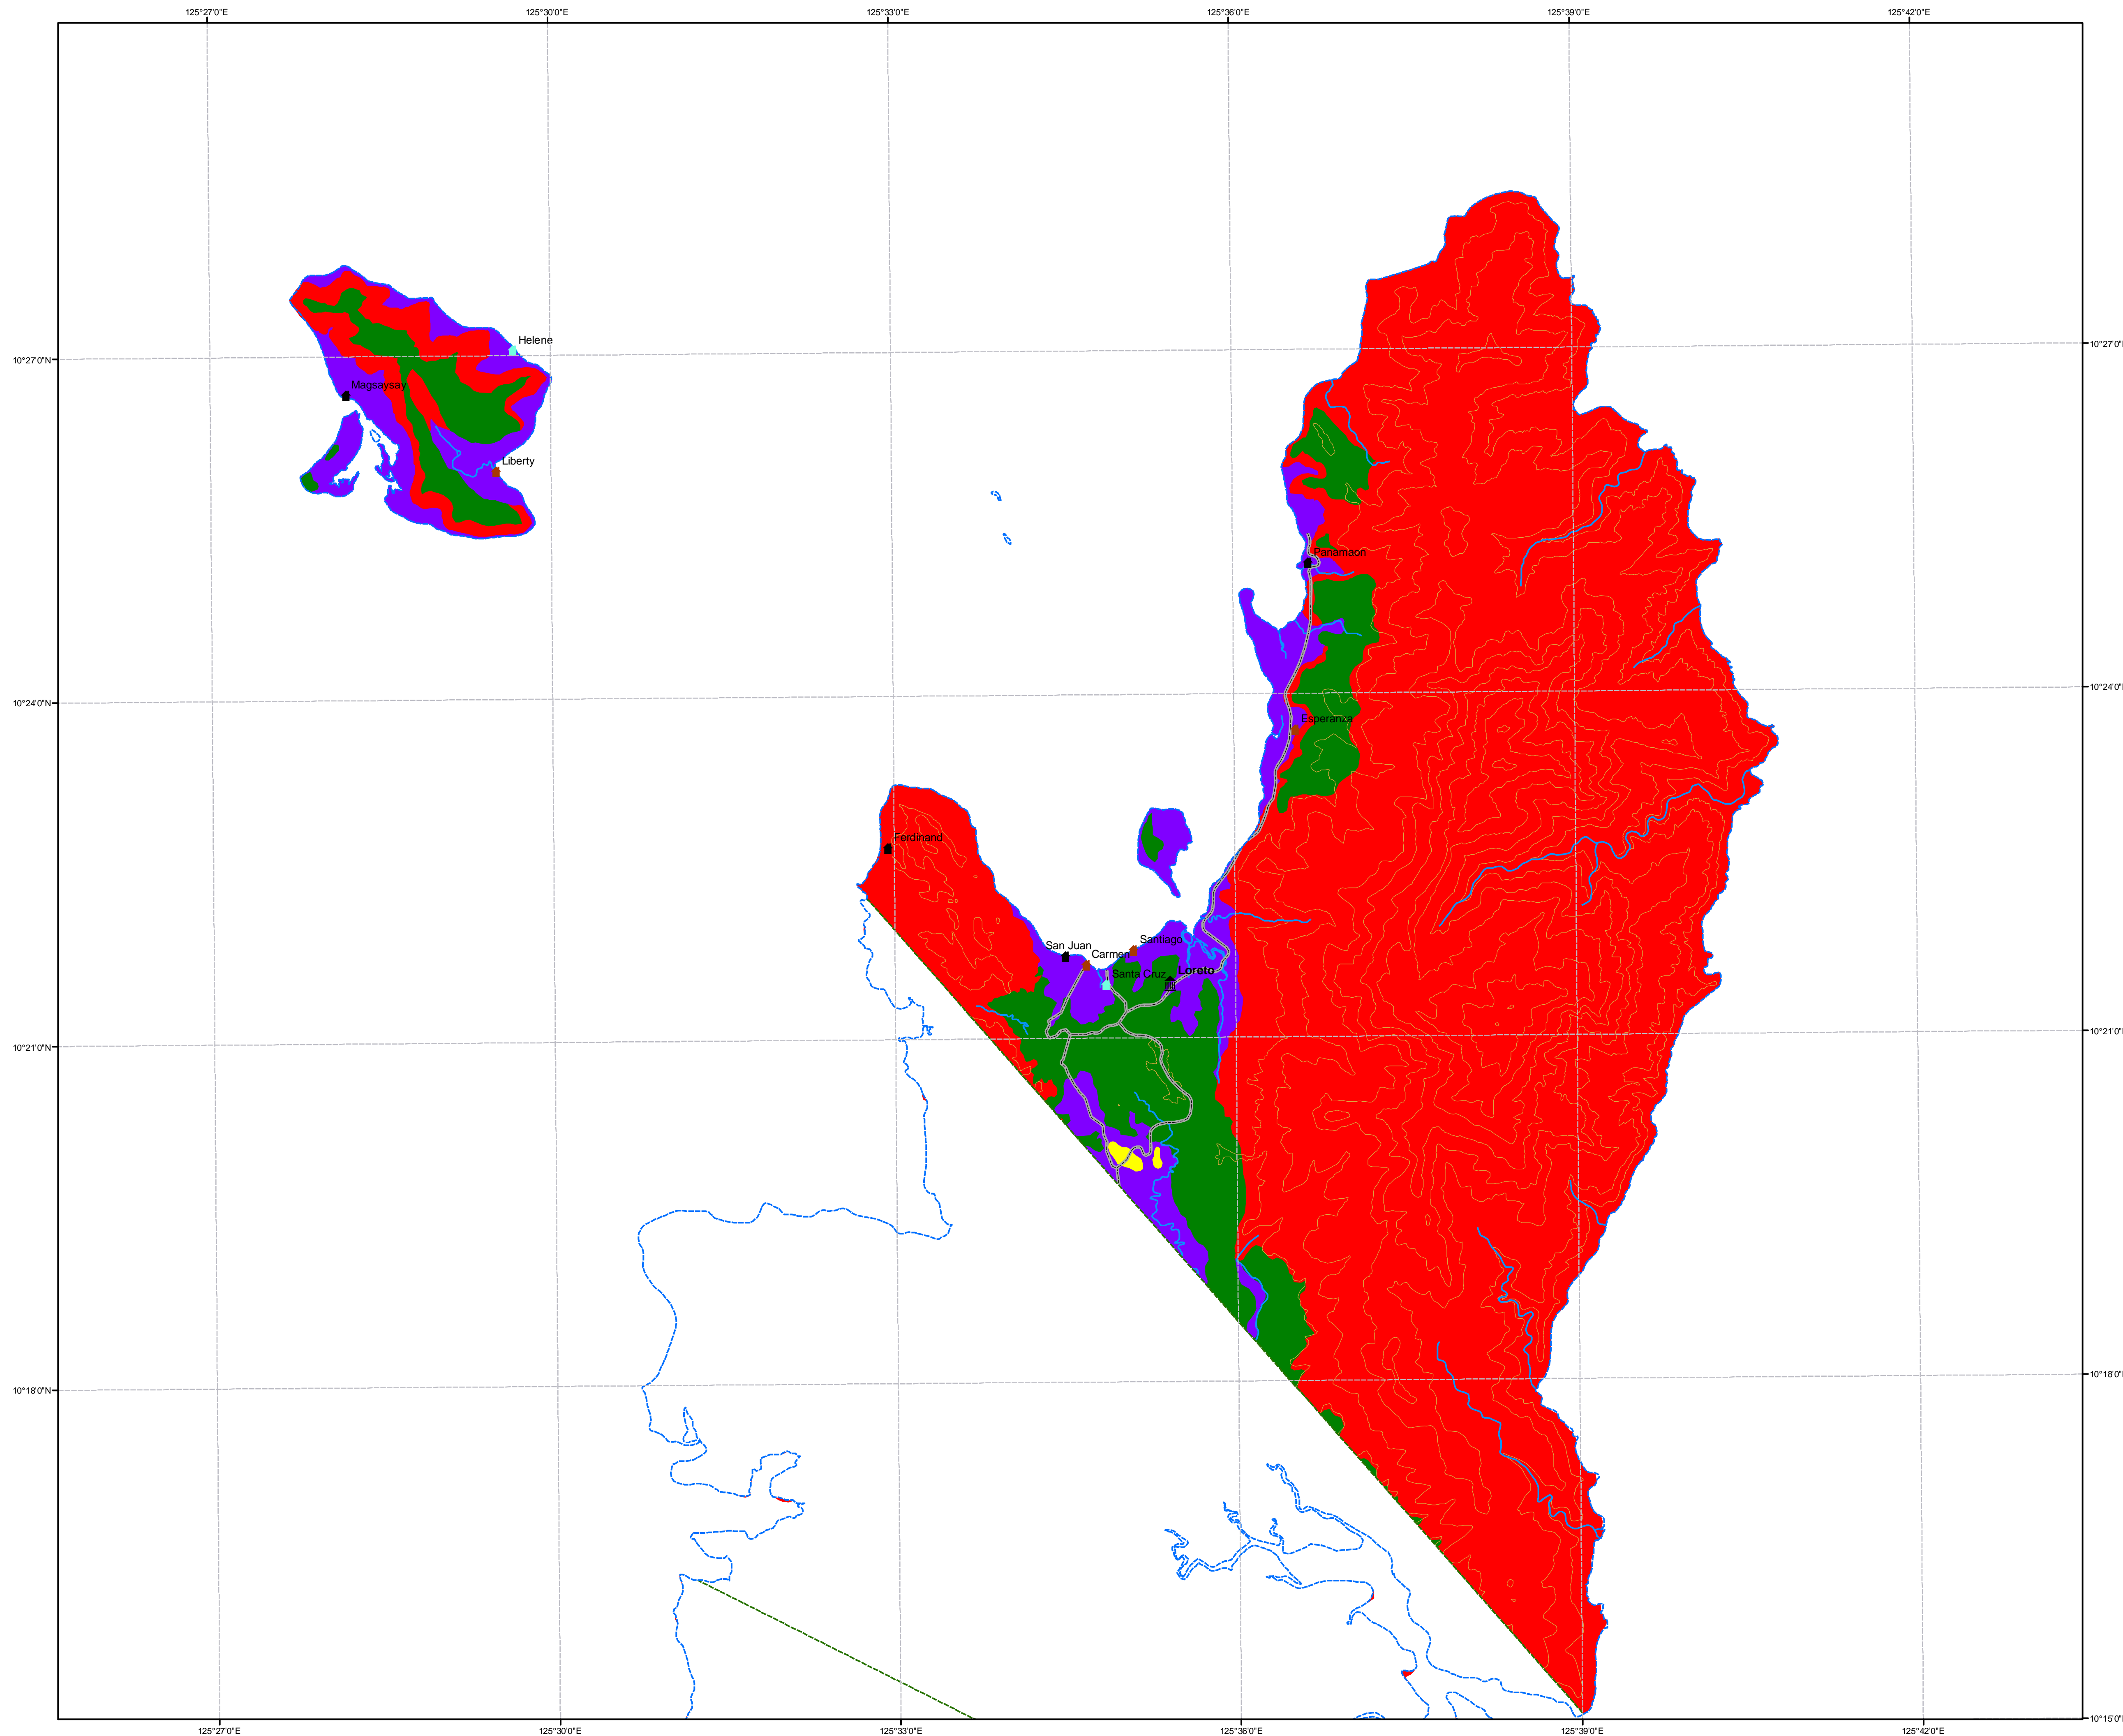 125°27'0"E
125°30'0"E
125°33'0"E
125°36'0"E
125°39'0"E
125°42'0"E
Helene
10°27'0"N
10°27'0"N
Magsaysay
Liberty
Panamaon
10°24'0"N
10°24'0"N
Esperanza
Ferdinand
Santiago
San Juan
Carmen
Santa Cruz
Loreto
10°21'0"N
10°21'0"N
10°18'0"N
10°18'0"N
10°15'0"N
125°27'0"E
125°30'0"E
125°33'0"E
125°36'0"E
125°39'0"E
125°42'0"E